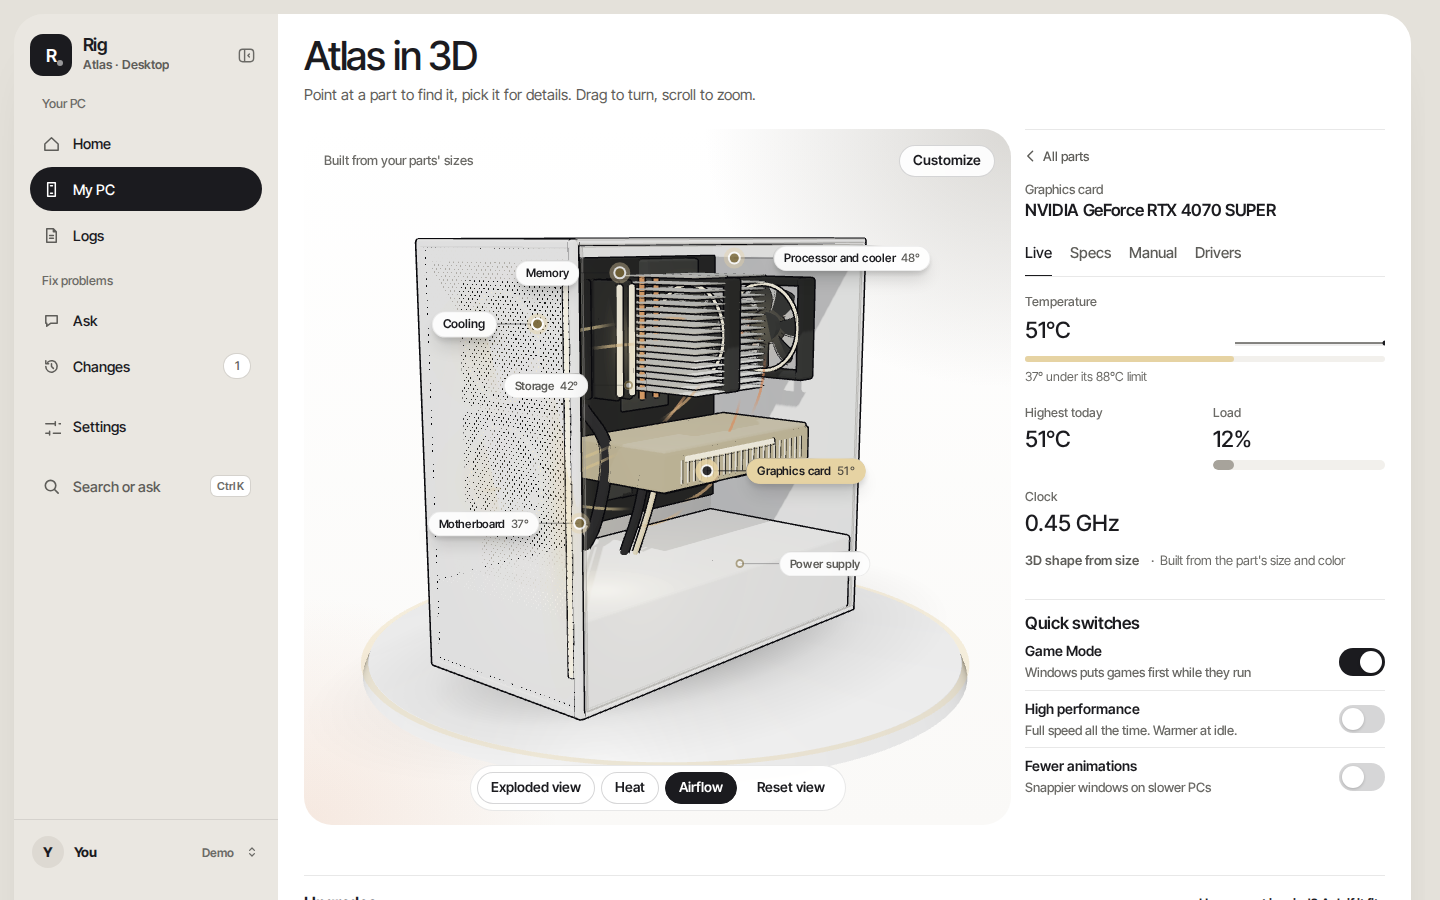 R
Rig
Atlas · Desktop
Your PC
Home
My PC
Logs
Fix problems
Ask
Changes
1
Settings
Search or ask
Ctrl K
Y
You
Demo
Atlas in 3D
Point at a part to find it, pick it for details. Drag to turn, scroll to zoom.
Built from your parts' sizes
Customize
Memory
Processor and cooler 48°
Cooling
Storage 42°
Graphics card 51°
Motherboard 37°
Power supply
Exploded view
Heat
Airflow
Reset view
All parts
Graphics card
NVIDIA GeForce RTX 4070 SUPER
Live
Specs
Manual
Drivers
Temperature
51°C
37° under its 88°C limit
Highest today
Load
51°C
12%
Clock
0.45 GHz
3D shape from size · Built from the part's size and color
Quick switches
Game Mode
Windows puts games first while they run
High performance
Full speed all the time. Warmer at idle.
Fewer animations
Snappier windows on slower PCs